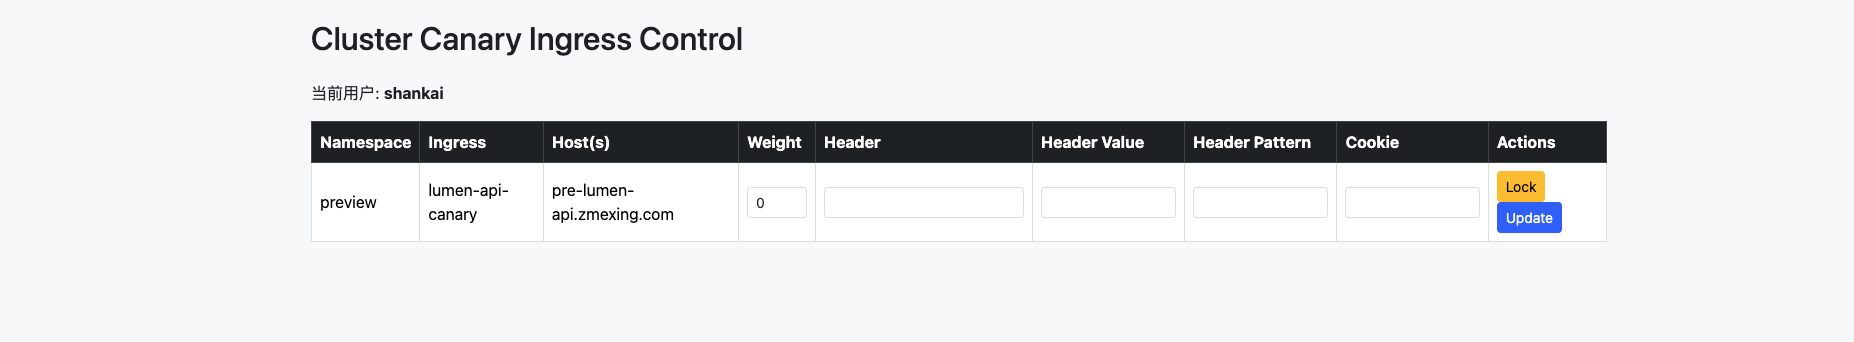 Cluster Canary Ingress Control
当前用户: shankai
Namespace Ingress Host(s) Weight Header Header Value Header Pattern Cookie Actions
preview lumen-api-canary pre-lumen-api.zmexing.com 0 Lock
Update